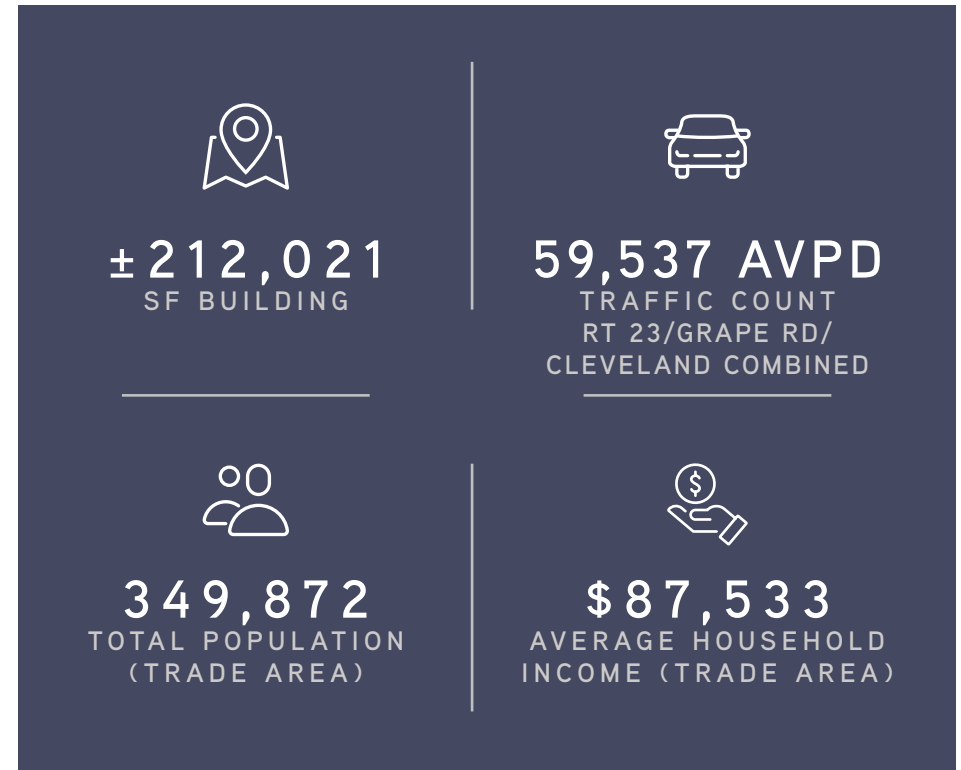 ±212,021
SF BUILDING
59,537 AVPD
TRAFFIC COUNT
RT 23/GRAPE RD/
CLEVELAND COMBINED
$
349,872
TOTAL POPULATION
(TRADE AREA)
$87,533
AVERAGE HOUSEHOLD
INCOME (TRADE AREA)